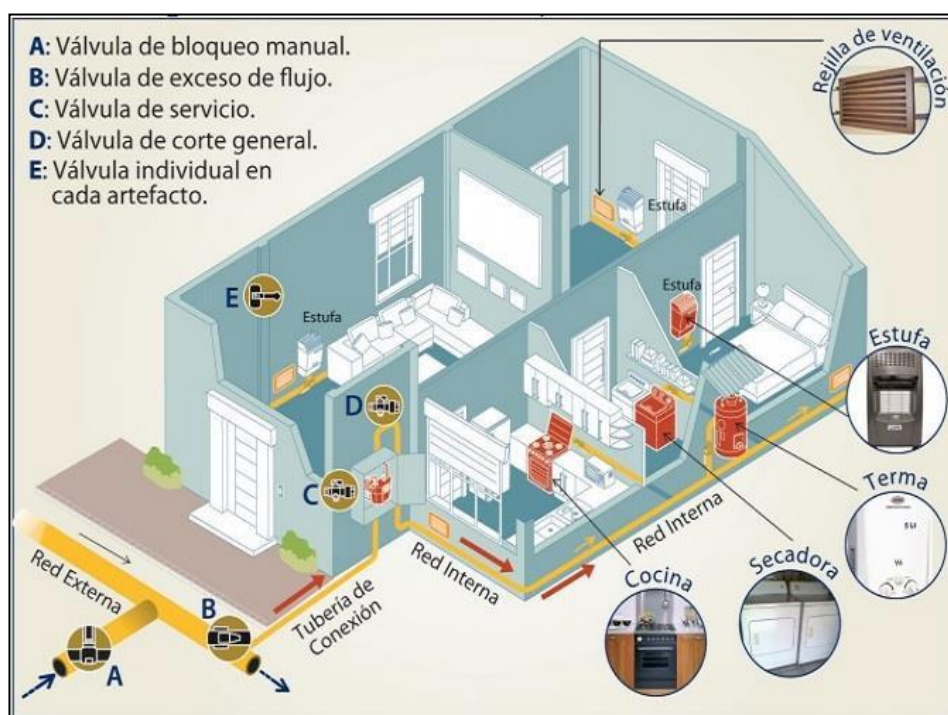 A: Válvula de bloqueo manual.
B: Válvula de exceso de flujo.
C: Válvula de servicio.
D: Válvula de corte general.
E: Válvula individual en
cada artefacto.
Rejilla de ventilación
Estufa
Estufa
E
Estufa
Estufa
D
C
Terma
Red Interna
Secadora
Cocina
Red Interna
Tubería de
Conexión
Red Externa
B
A